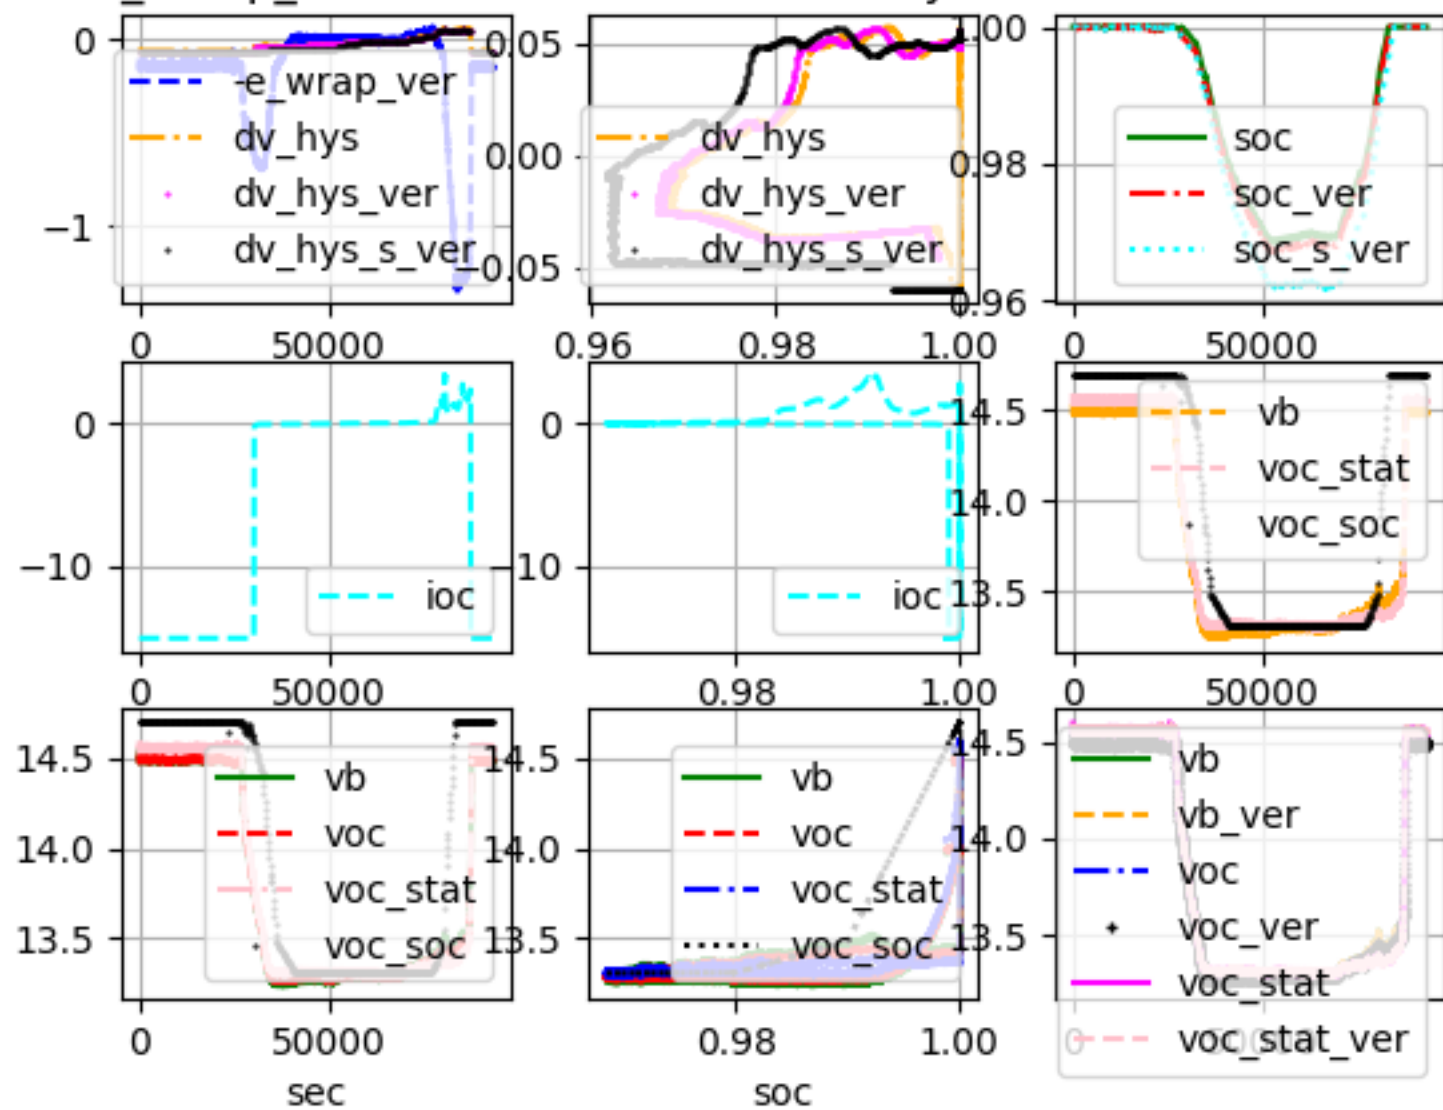 0
−1
-e_wrap_ver
dv_hys
dv_hys_ver
dv_hys_s_ver
0 50000
0.05
0.00
−0.05
dv_hys
dv_hys_ver
dv_hys_s_ver
0.96 0.98 1.00
1.00
0.98
0.96
soc
soc_ver
soc_s_ver
0 50000
0
−10
ioc
0 50000
0
−10
ioc
0.98 1.00
14.5
14.0
13.5
vb
voc_stat
voc_soc
0 50000
14.5
14.0
13.5
vb
voc
voc_stat
voc_soc
0 50000
sec
14.5
14.0
13.5
vb
voc
voc_stat
voc_soc
0.98 1.00
soc
14.5
14.0
13.5
vb
vb_ver
voc
voc_ver
voc_stat
voc_stat_ver
0 50000